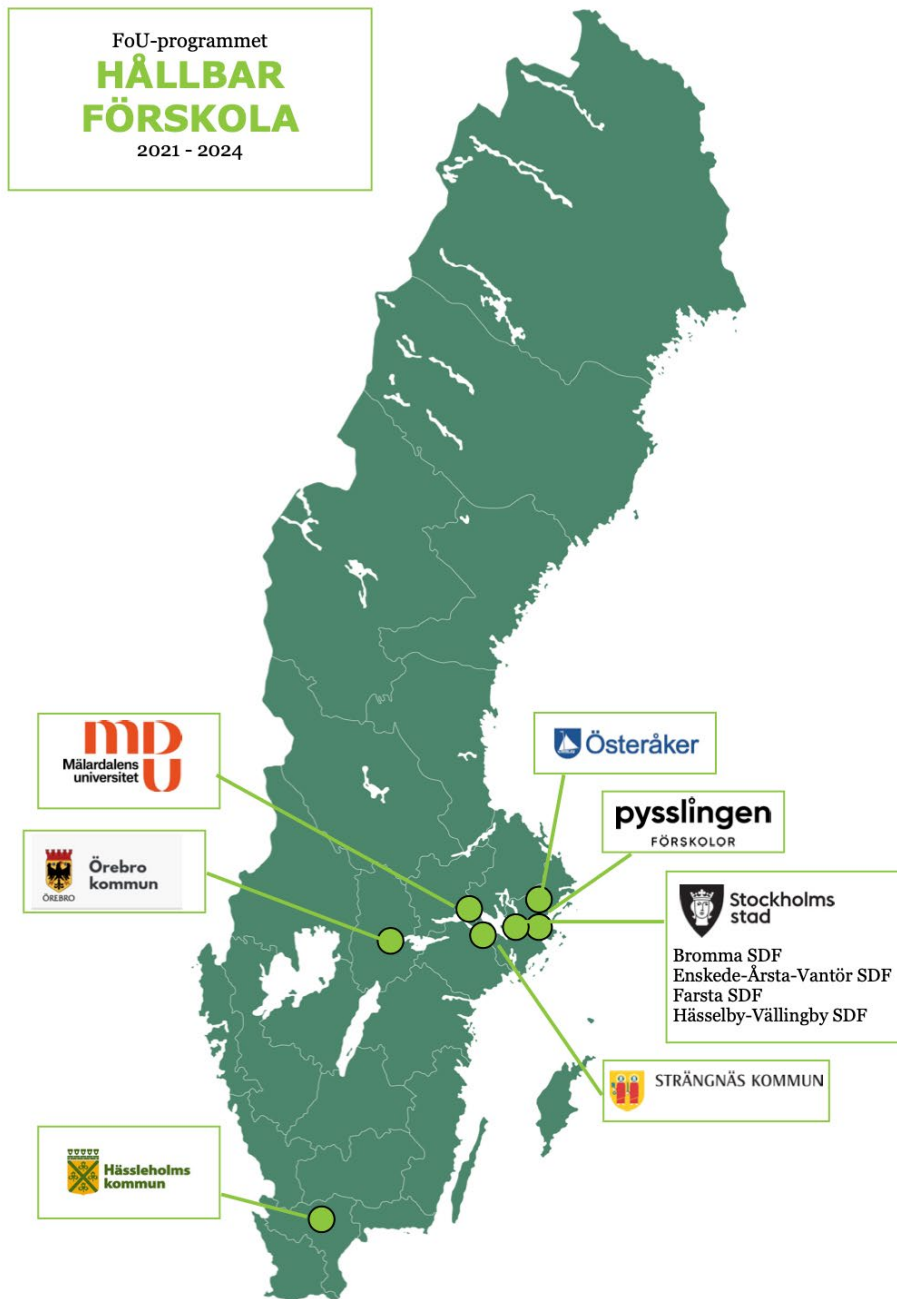 FoU-programmet
HÅLLBAR
FÖRSKOLA
2021 - 2024
mdu
Mälardalens
universitet
Österåker
pysslingen
FÖRSKOLOR
Örebro
kommun
ÖREBRO
Stockholms
stad
Bromma SDF
Enskede-Årsta-Vantör SDF
Farsta SDF
Hässelby-Vällingby SDF
STRÄNGNÄS KOMMUN
Hässleholms
kommun